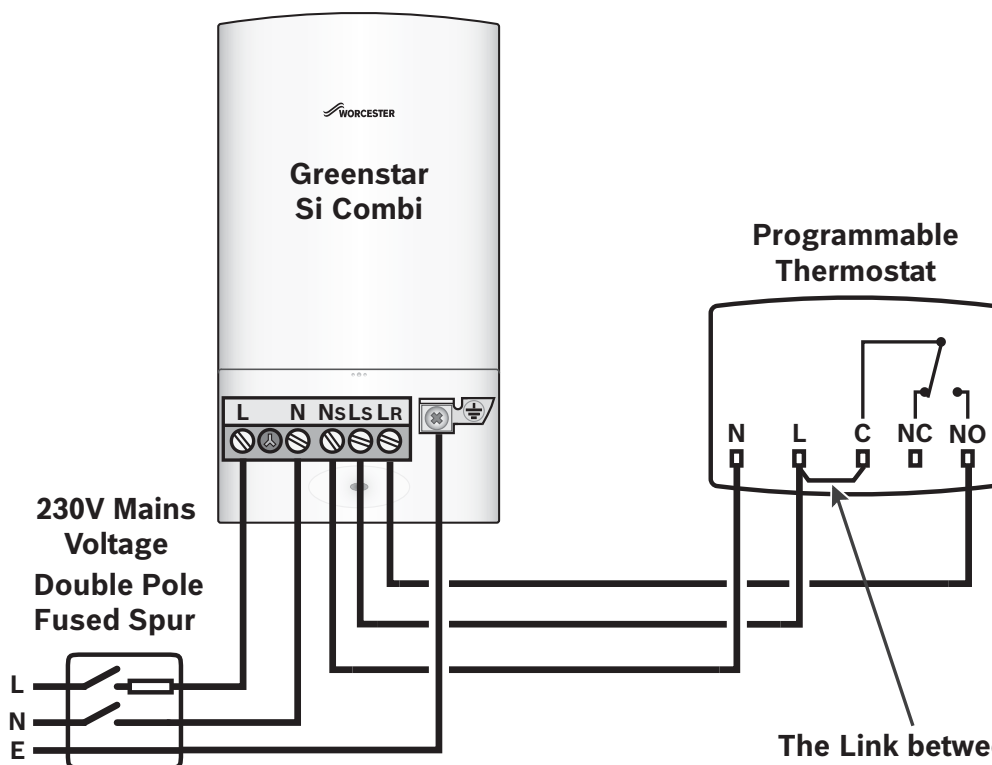 WORCESTER
Greenstar
Si Combi
Programmable
Thermostat
L N Ns Ls LR
N L C NC NO
230V Mains
Voltage
Double Pole
Fused Spur
L
N
E
The Link betwee